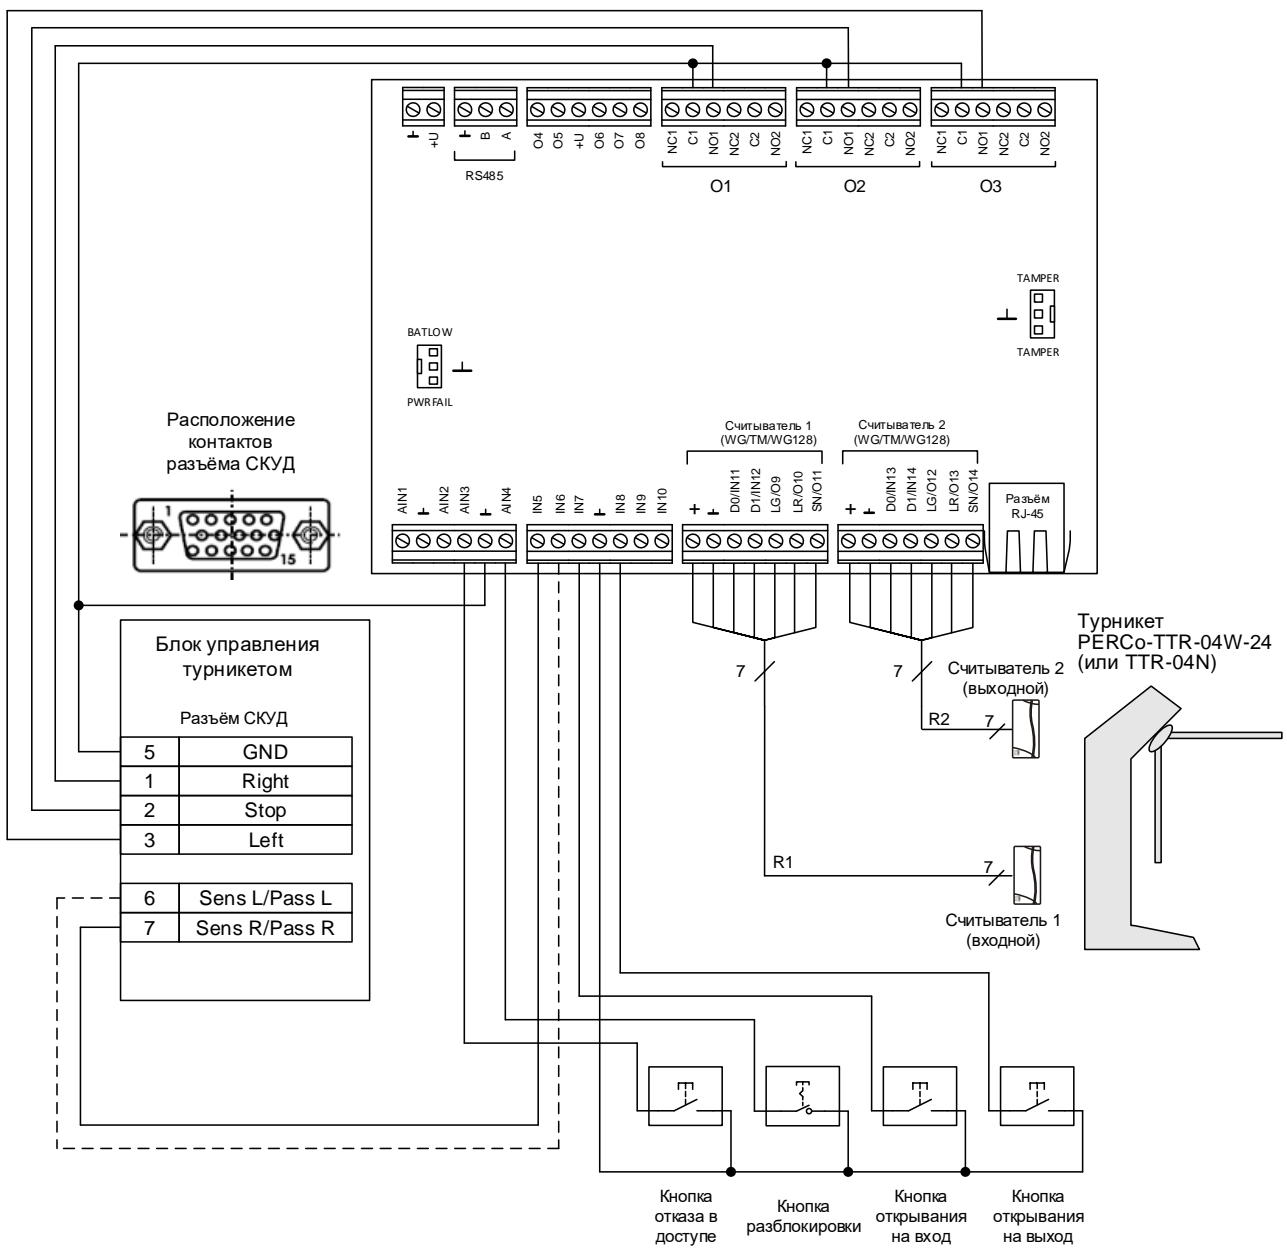 ⊥
+U
⊥
B
A
RS485
O4
O5
+U
O6
O7
O8
NC1
C1
NO1
NC2
C2
NO2
O1
NC1
C1
NO1
NC2
C2
NO2
O2
NC1
C1
NO1
NC2
C2
NO2
O3
TAMPER
⊥
TAMPER
BATLOW
⊥
PWRFAIL
Расположение
контактов
разъёма СКУД
1
15
Считыватель 1
(WG/TM/WG128)
Считыватель 2
(WG/TM/WG128)
AIN1
⊥
AIN2
AIN3
⊥
AIN4
IN5
IN6
IN7
⊥
IN8
IN9
IN10
+
⊥
D0/IN11
D1/IN12
LG/O9
LR/O10
SN/O11
+
⊥
D0/IN13
D1/IN14
LG/O12
LR/O13
SN/O14
Разъём
RJ-45
Блок управления
турникетом
Разъём СКУД
5 GND
1 Right
2 Stop
3 Left
6 Sens L/Pass L
7 Sens R/Pass R
7
7
Считыватель 2
(выходной)
R2
7
Турникет
PERCo-TTR-04W-24
(или TTR-04N)
R1
7
Считыватель 1
(входной)
Кнопка
отказа в
доступе
Кнопка
разблокировки
Кнопка
открывания
на вход
Кнопка
открывания
на выход